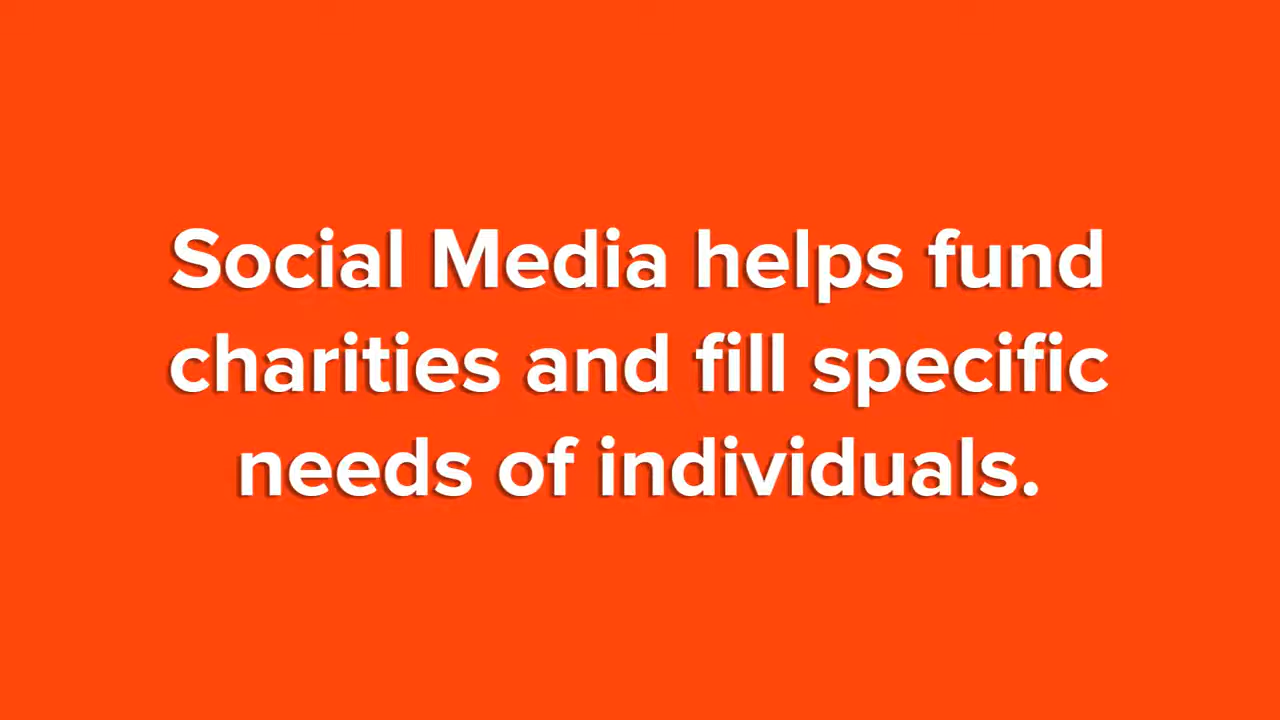 Social Media helps fund
charities and fill specific
needs of individuals.